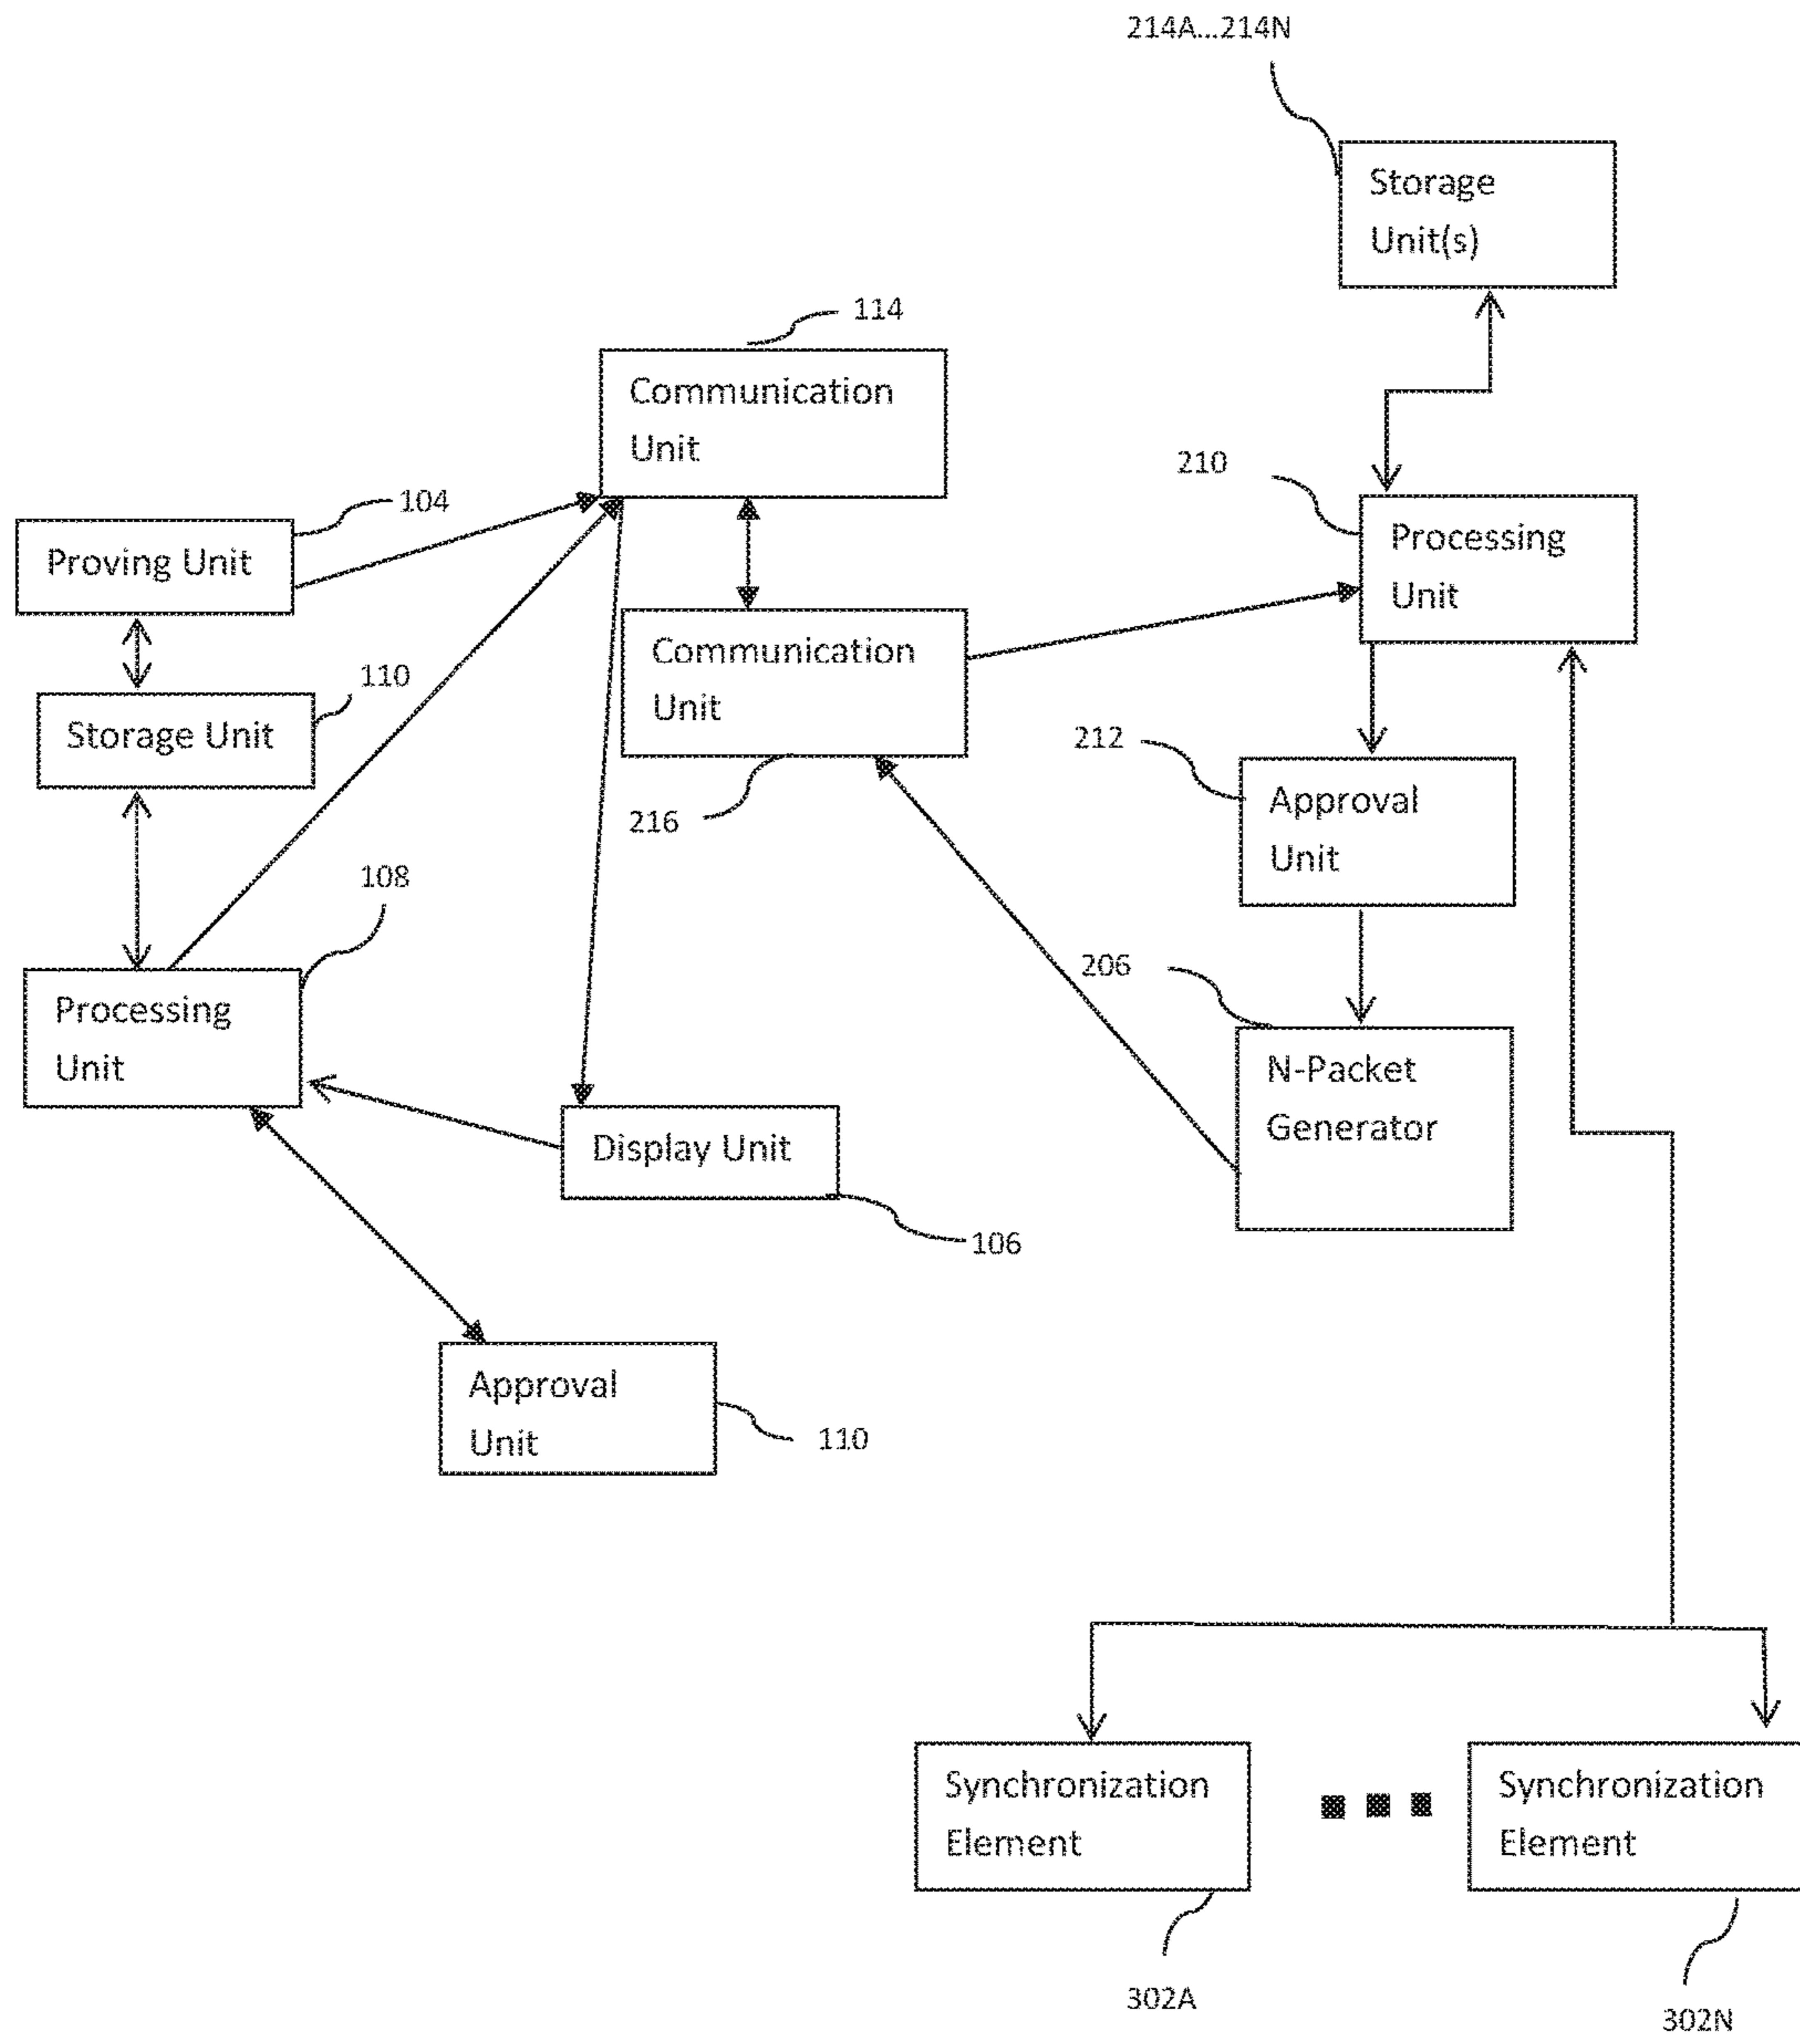 214A...214N
Storage
Unit(s)
114
Communication
Unit
210
Processing
Unit
104
Proving Unit
Communication
Unit
110
Storage Unit
212
Approval
Unit
216
108
Processing
Unit
206
N-Packet
Generator
Display Unit
106
Approval
Unit
110
Synchronization
Element
Synchronization
Element
302A
302N